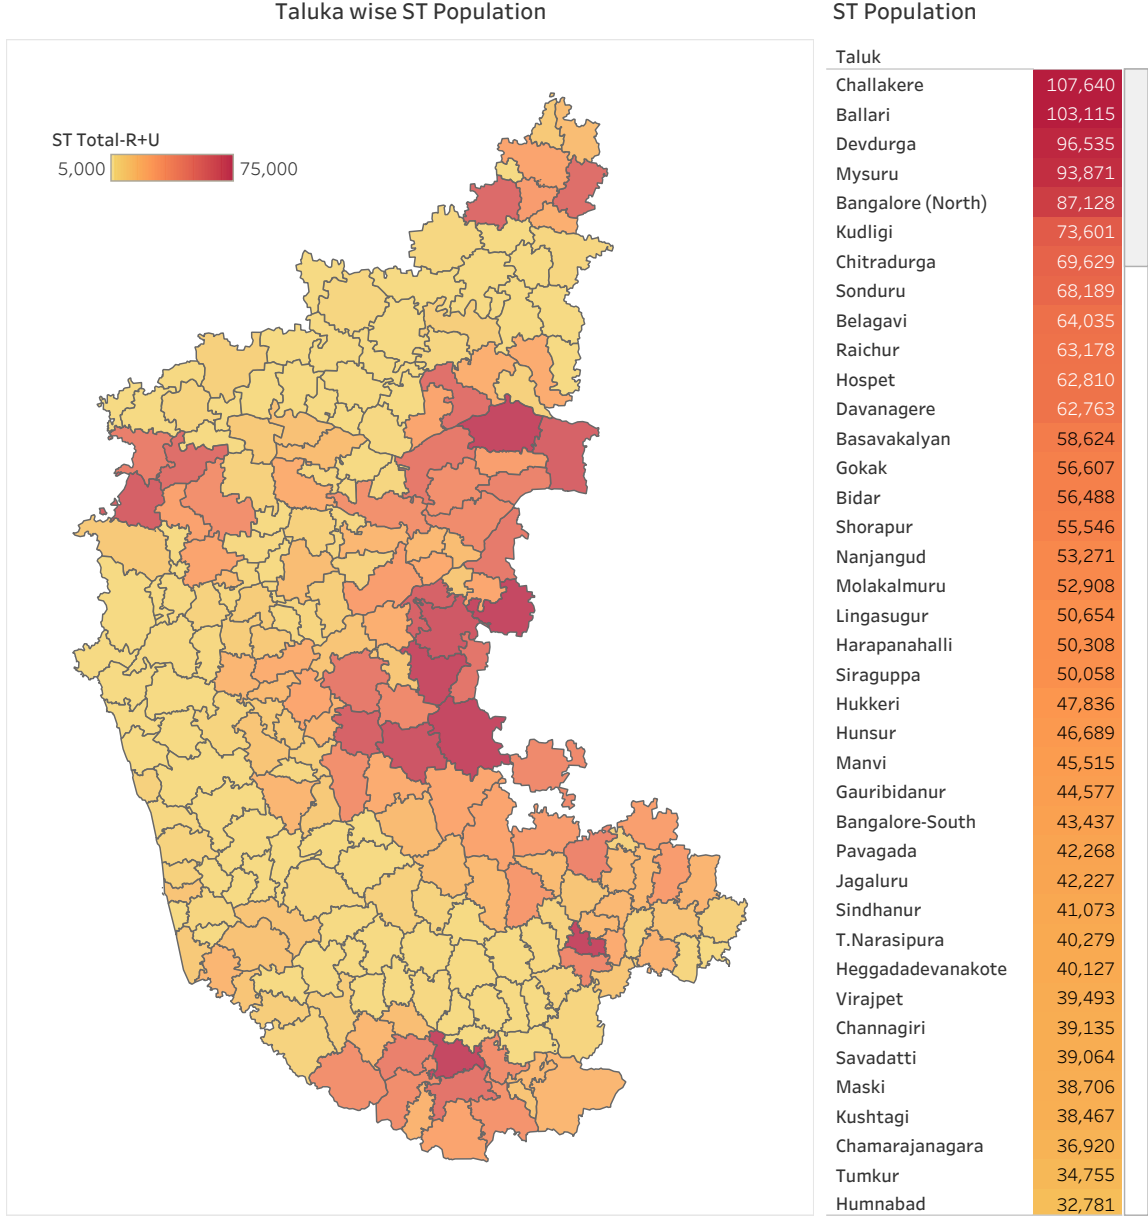 Taluka wise ST Population
ST Population
ST Total-R+U
5,000 75,000
Taluk
Challakere 107,640
Ballari 103,115
Devdurga 96,535
Mysuru 93,871
Bangalore (North) 87,128
Kudligi 73,601
Chitradurga 69,629
Sonduru 68,189
Belagavi 64,035
Raichur 63,178
Hospet 62,810
Davanagere 62,763
Basavakalyan 58,624
Gokak 56,607
Bidar 56,488
Shorapur 55,546
Nanjangud 53,271
Molakalmuru 52,908
Lingasugur 50,654
Harapanahalli 50,308
Siraguppa 50,058
Hukkeri 47,836
Hunsur 46,689
Manvi 45,515
Gauribidanur 44,577
Bangalore-South 43,437
Pavagada 42,268
Jagaluru 42,227
Sindhanur 41,073
T.Narasipura 40,279
Heggadadevanakote 40,127
Virajpet 39,493
Channagiri 39,135
Savadatti 39,064
Maski 38,706
Kushtagi 38,467
Chamarajanagara 36,920
Tumkur 34,755
Humnabad 32,781